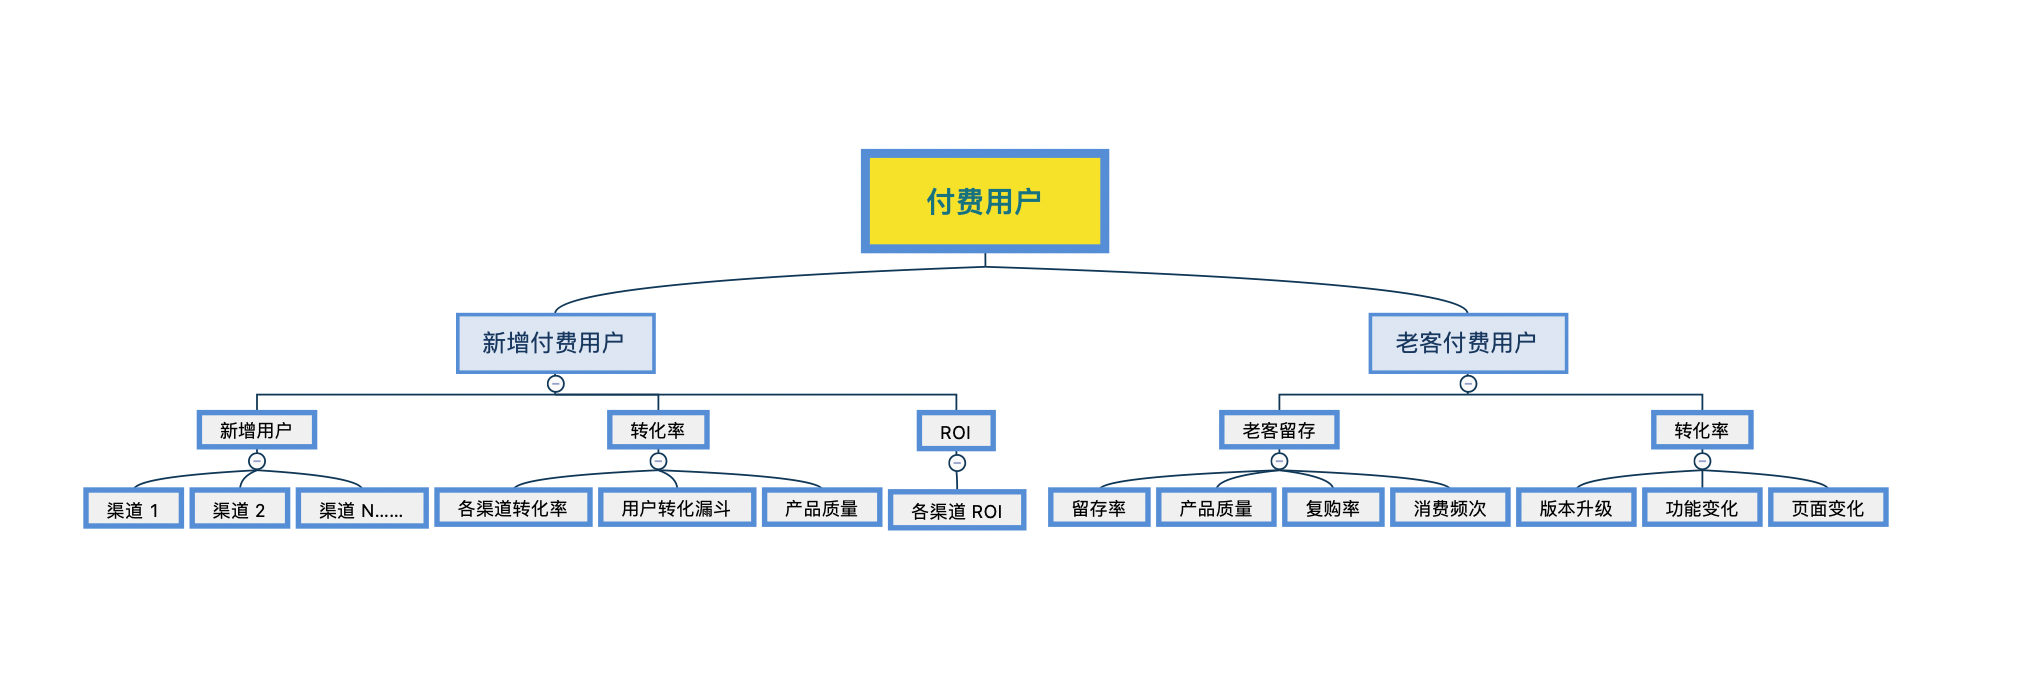 付费用户
新增付费用户
老客付费用户
新增用户
转化率
ROI
老客留存
转化率
渠道 1
渠道 2
渠道 N......
各渠道转化率
用户转化漏斗
产品质量
各渠道 ROI
留存率
产品质量
复购率
消费频次
版本升级
功能变化
页面变化